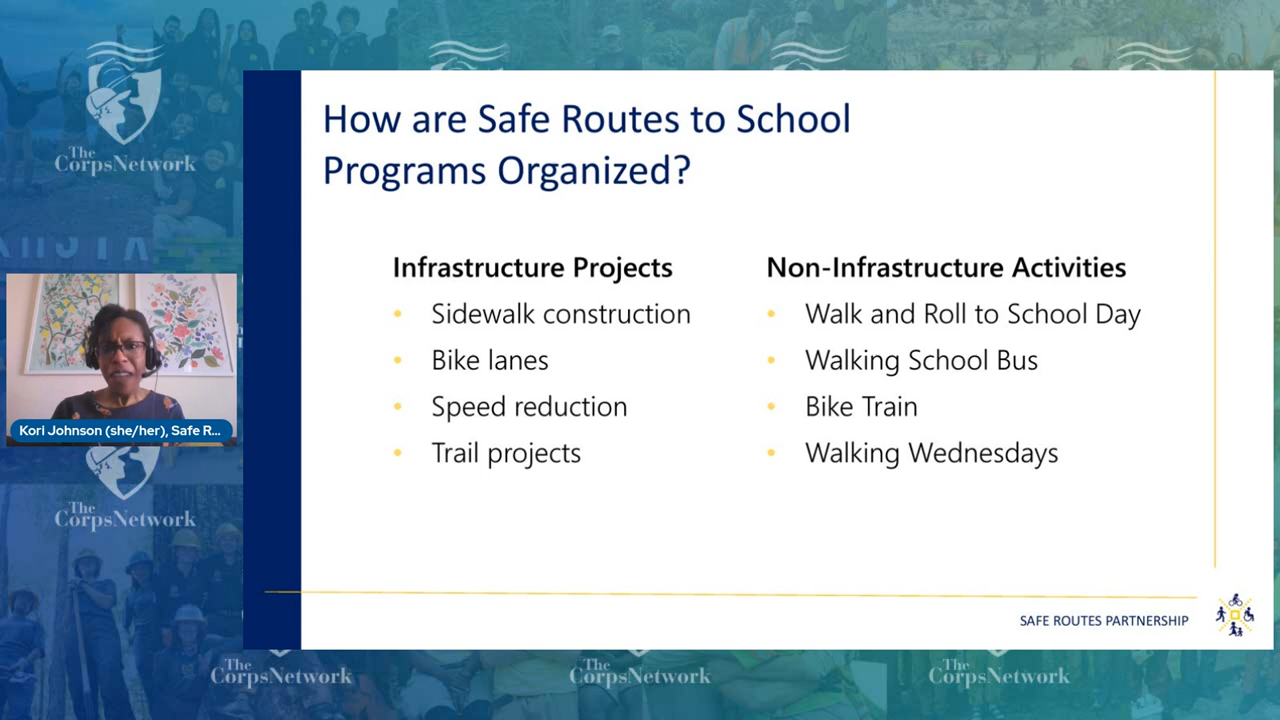 The
CorpsNetwork
How are Safe Routes to School
Programs Organized?
Infrastructure Projects
• Sidewalk construction
• Bike lanes
• Speed reduction
• Trail projects
Non-Infrastructure Activities
• Walk and Roll to School Day
• Walking School Bus
• Bike Train
• Walking Wednesdays
Kori Johnson (she/her), Safe R...
The
CorpsNetwork
SAFE ROUTES PARTNERSHIP
The
CorpsNetwork
The
CorpsNetwork
The
CorpsNetwork